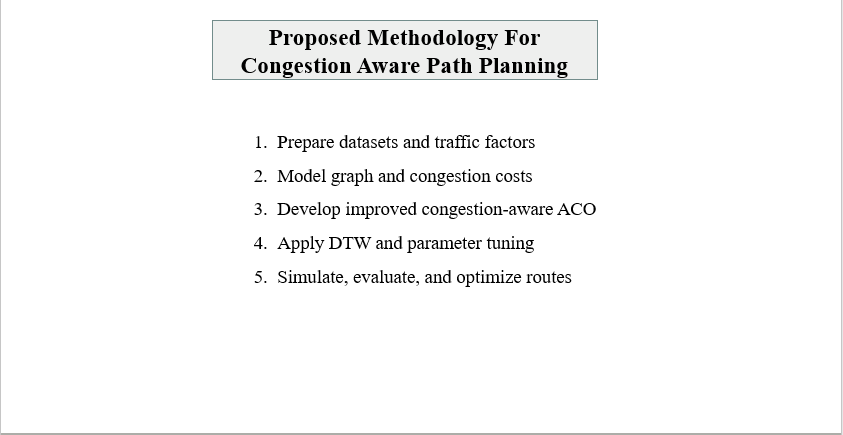 Proposed Methodology For
Congestion Aware Path Planning
1. Prepare datasets and traffic factors
2. Model graph and congestion costs
3. Develop improved congestion-aware ACO
4. Apply DTW and parameter tuning
5. Simulate, evaluate, and optimize routes